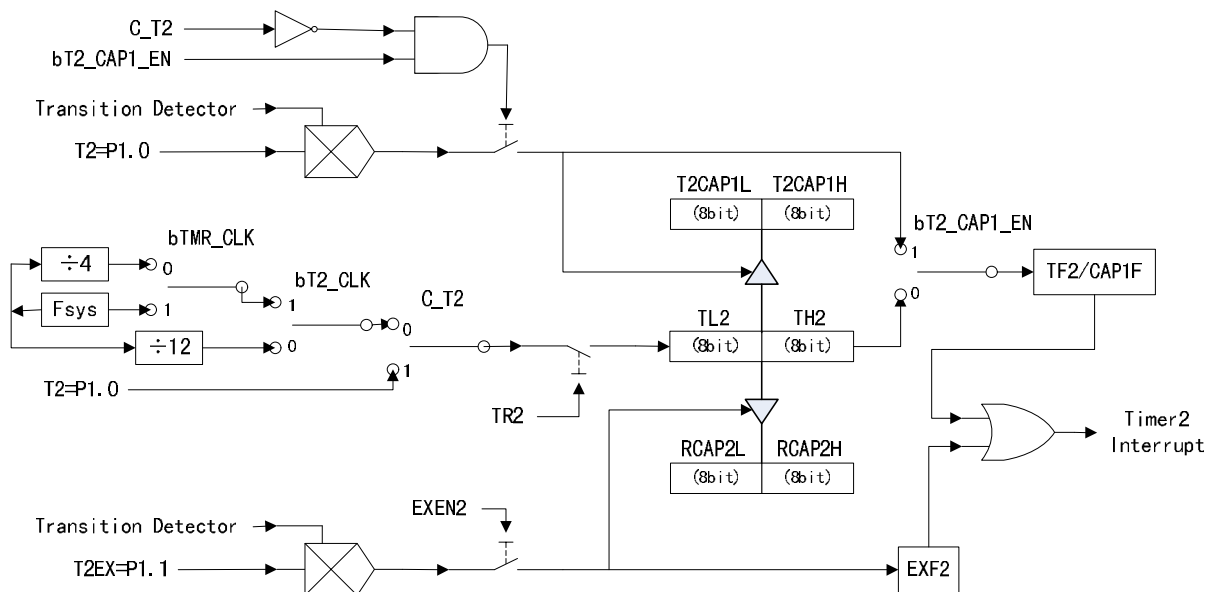 C_T2
bT2_CAP1_EN
Transition Detector
T2=P1.0
T2CAP1L T2CAP1H
(8bit) (8bit)
bT2_CAP1_EN
1
0
TF2/CAP1F
bTMR_CLK
÷4
0
Fsys
1
÷12
bT2_CLK
1
0
C_T2
0
1
T2=P1.0
TR2
TL2 TH2
(8bit) (8bit)
RCAP2L RCAP2H
(8bit) (8bit)
Timer2
Interrupt
EXEN2
Transition Detector
T2EX=P1.1
EXF2